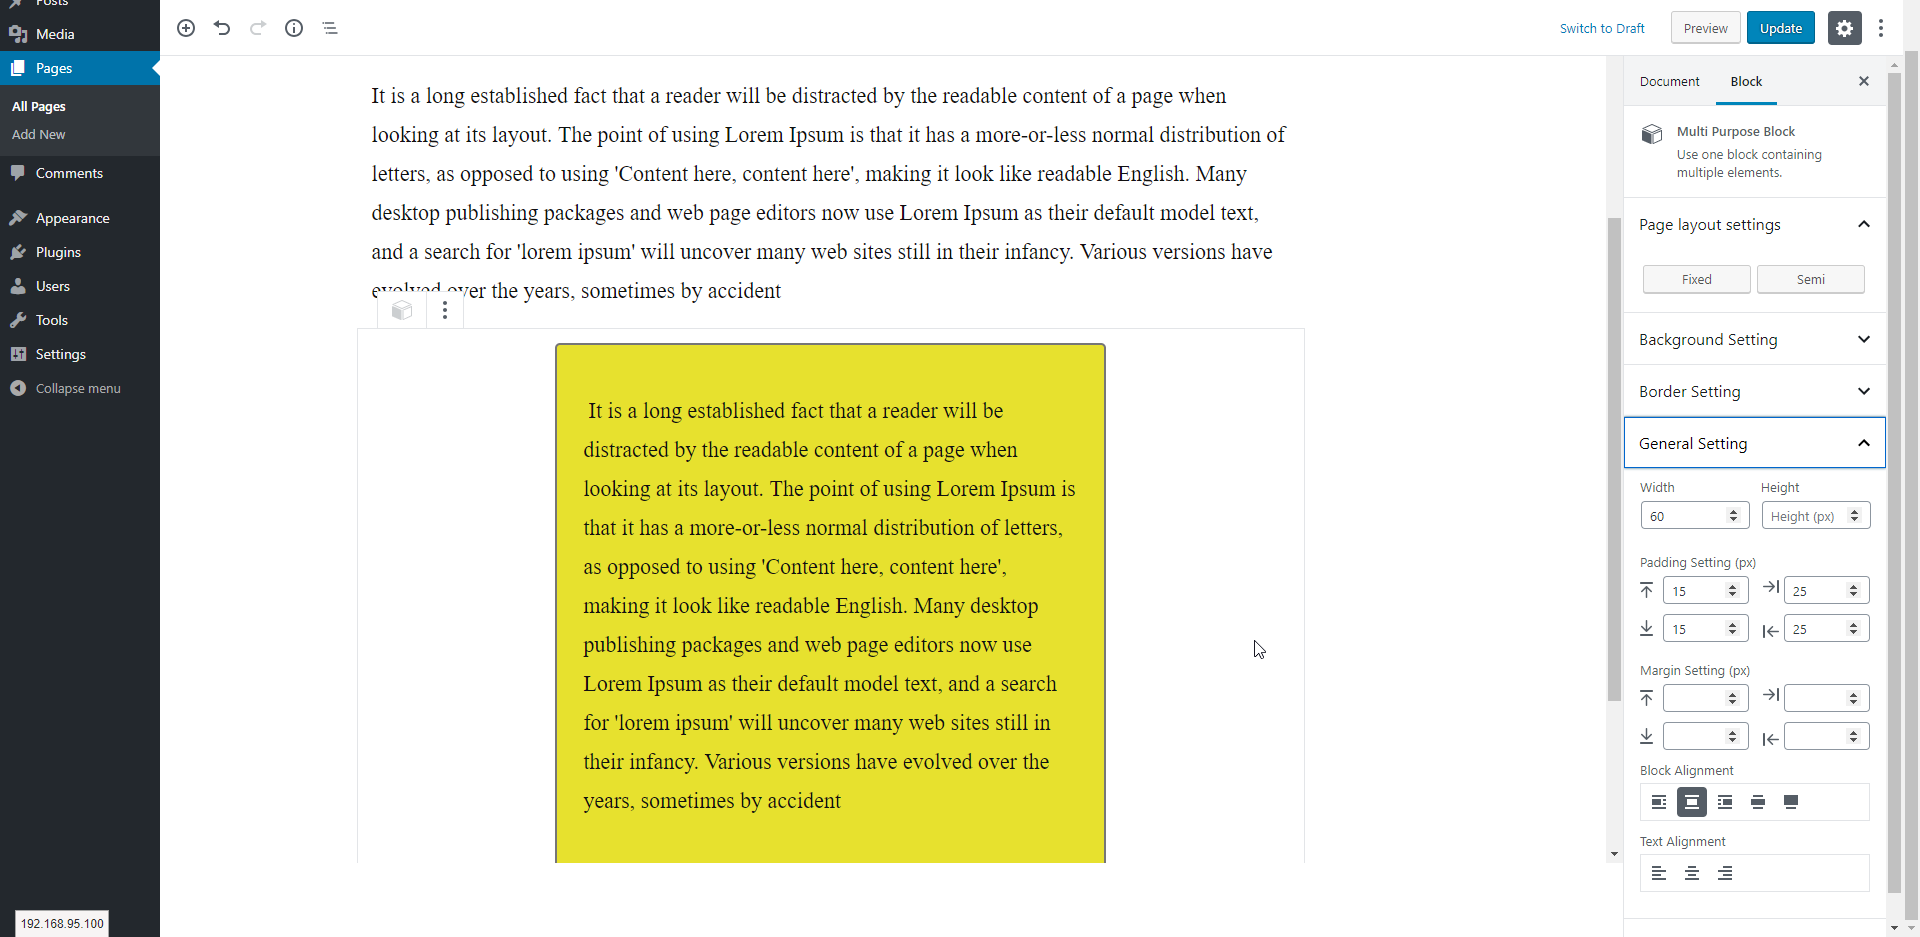 Posts
Media
Pages
All Pages
Add New
Comments
Appearance
Plugins
Users
Tools
Settings
Collapse menu
192.168.95.100
Switch to Draft
Preview
Update
It is a long established fact that a reader will be distracted by the readable content of a page when
looking at its layout. The point of using Lorem Ipsum is that it has a more-or-less normal distribution of
letters, as opposed to using 'Content here, content here', making it look like readable English. Many
desktop publishing packages and web page editors now use Lorem Ipsum as their default model text,
and a search for 'lorem ipsum' will uncover many web sites still in their infancy. Various versions have
evolved over the years, sometimes by accident
It is a long established fact that a reader will be
distracted by the readable content of a page when
looking at its layout. The point of using Lorem Ipsum is
that it has a more-or-less normal distribution of letters,
as opposed to using 'Content here, content here',
making it look like readable English. Many desktop
publishing packages and web page editors now use
Lorem Ipsum as their default model text, and a search
for 'lorem ipsum' will uncover many web sites still in
their infancy. Various versions have evolved over the
years, sometimes by accident
Document
Block
Multi Purpose Block
Use one block containing
multiple elements.
Page layout settings
Fixed
Semi
Background Setting
Border Setting
General Setting
Width
Height
60
Height (px)
Padding Setting (px)
15
25
15
25
Margin Setting (px)
Block Alignment
Text Alignment